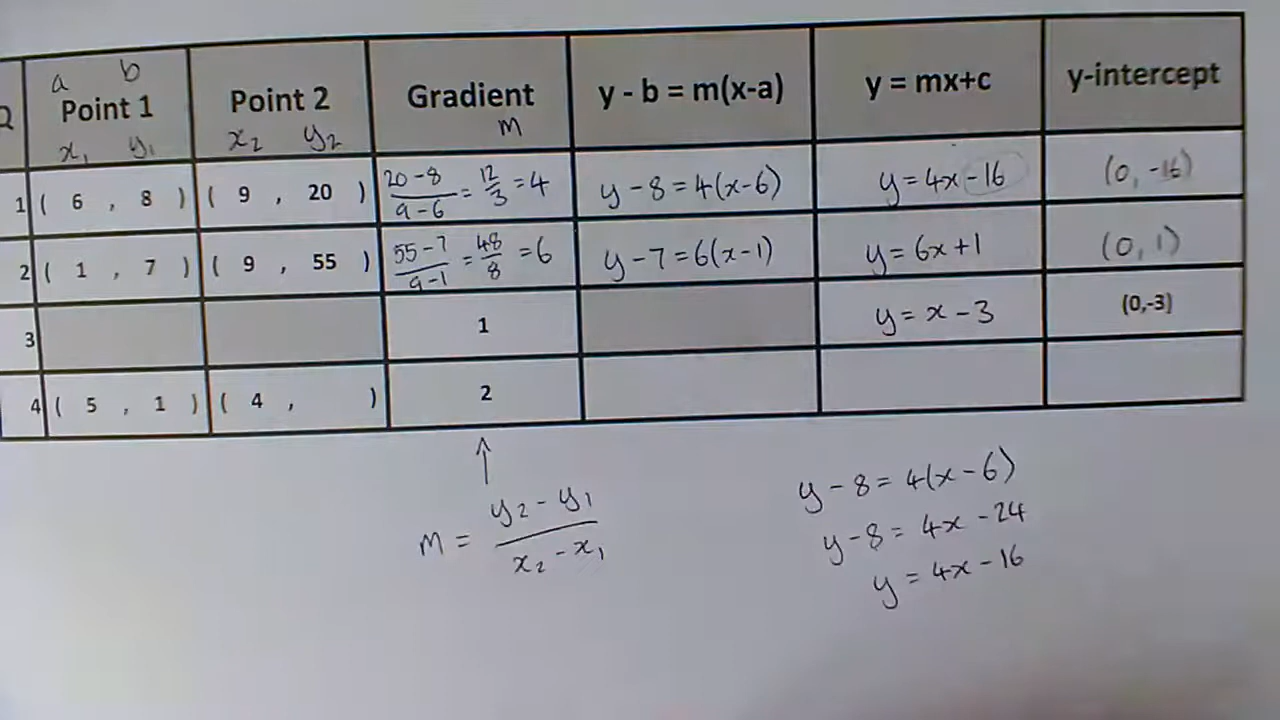 a b
Q Point 1 Point 2 Gradient y - b = m(x-a) y = mx+c y-intercept
x₁ y₁ x₂ y₂ m
1 ( 6 , 8 ) ( 9 , 20 ) 20-8/9-6 = 12/3 = 4 y-8=4(x-6) y=4x-16 (0,-16)
2 ( 1 , 7 ) ( 9 , 55 ) 55-7/9-1 = 48/8 = 6 y-7=6(x-1) y=6x+1 (0,1)
3 1 y=x-3 (0,-3)
4 ( 5 , 1 ) ( 4 , ) 2
↑
m = y₂-y₁/x₂-x₁
y-8=4(x-6)
y-8=4x-24
y=4x-16